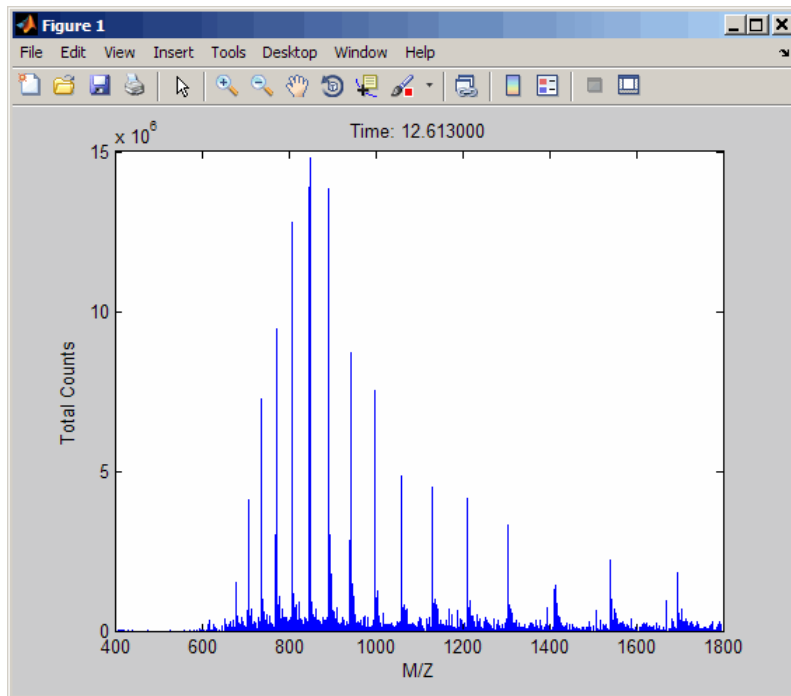 Figure 1
File Edit View Insert Tools Desktop Window Help
x 10^6
Time: 12.613000
15
10
5
0
Total Counts
400 600 800 1000 1200 1400 1600 1800
M/Z